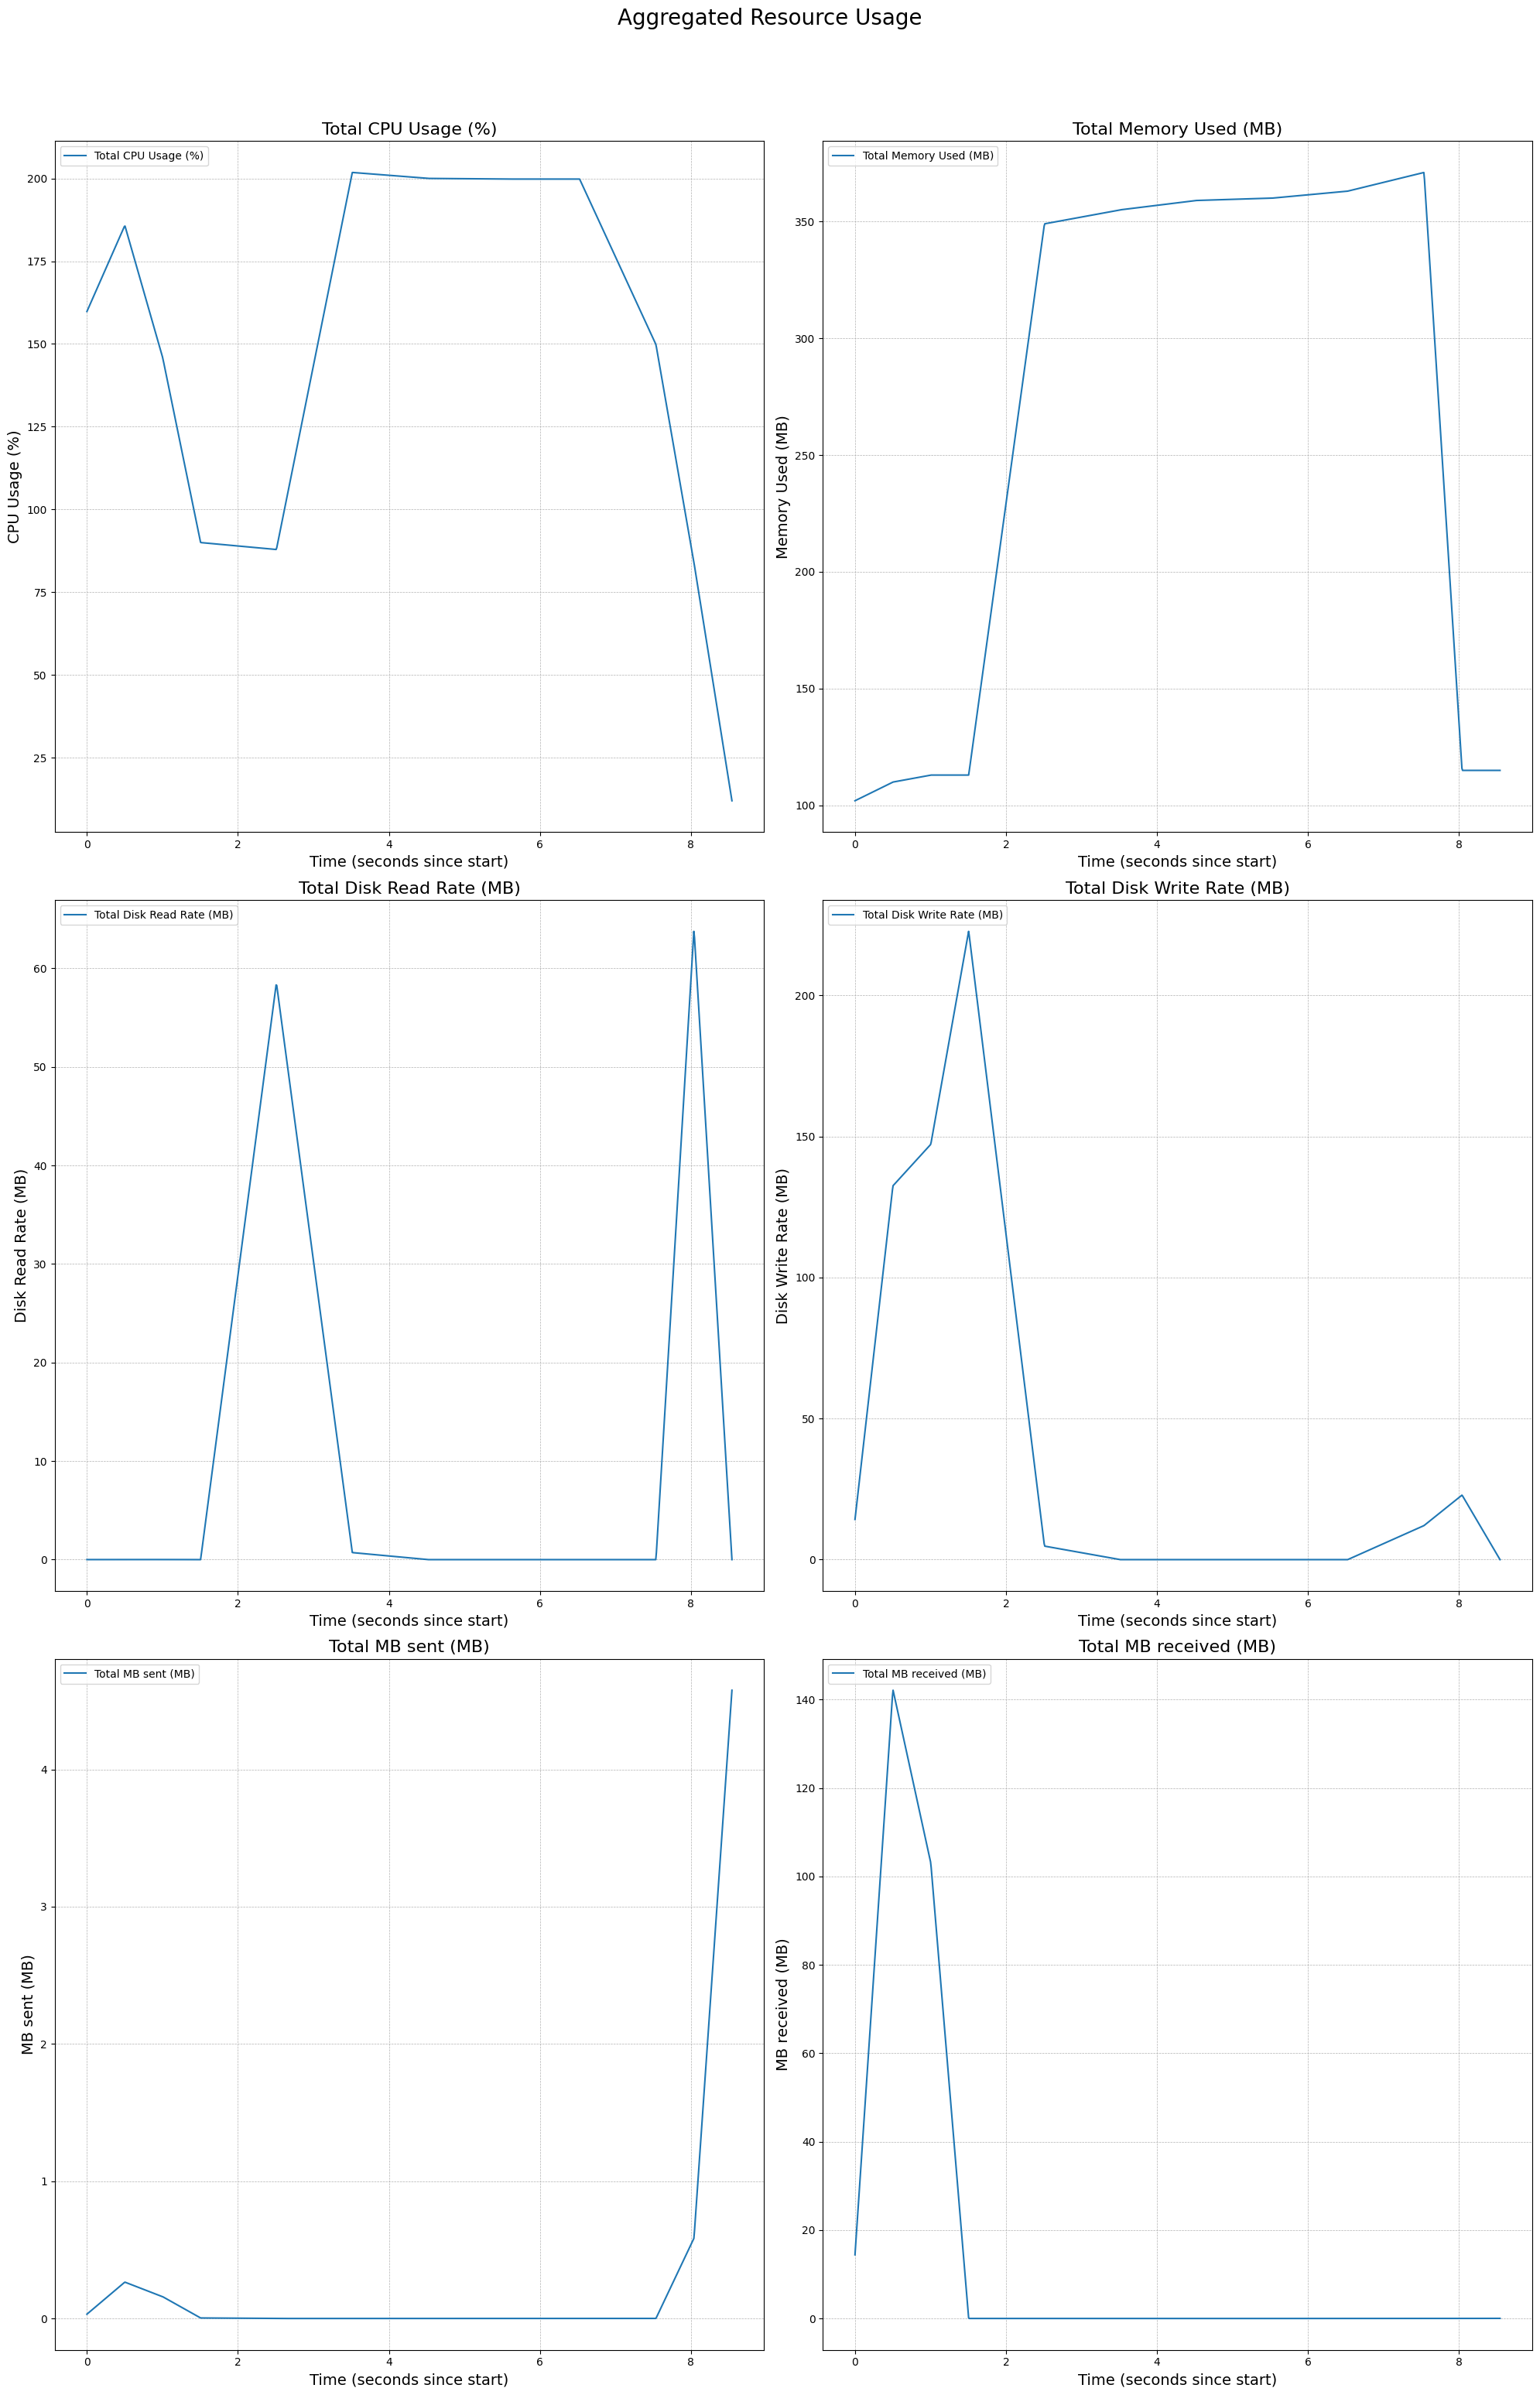 Aggregated Resource Usage
Total CPU Usage (%)
Total CPU Usage (%)
200
175
150
125
100
75
50
25
CPU Usage (%)
0 2 4 6 8
Time (seconds since start)
Total Memory Used (MB)
Total Memory Used (MB)
350
300
250
200
150
100
Memory Used (MB)
0 2 4 6 8
Time (seconds since start)
Total Disk Read Rate (MB)
Total Disk Read Rate (MB)
60
50
40
30
20
10
0
Disk Read Rate (MB)
0 2 4 6 8
Time (seconds since start)
Total Disk Write Rate (MB)
Total Disk Write Rate (MB)
200
150
100
50
0
Disk Write Rate (MB)
0 2 4 6 8
Time (seconds since start)
Total MB sent (MB)
Total MB sent (MB)
4
3
2
1
0
MB sent (MB)
0 2 4 6 8
Time (seconds since start)
Total MB received (MB)
Total MB received (MB)
140
120
100
80
60
40
20
0
MB received (MB)
0 2 4 6 8
Time (seconds since start)